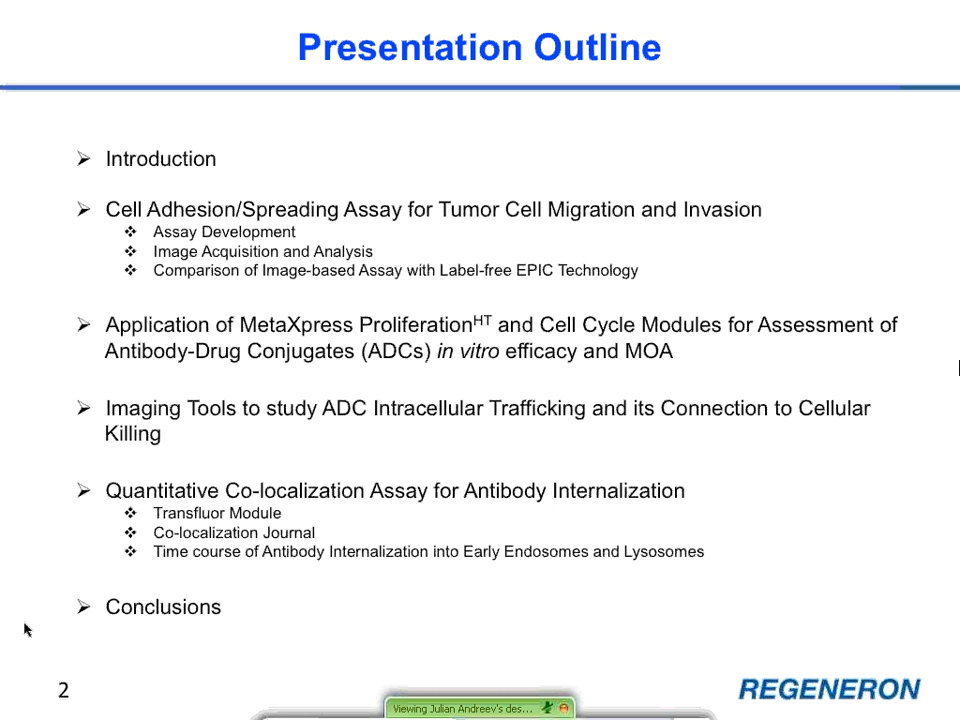 Presentation Outline
Introduction
Cell Adhesion/Spreading Assay for Tumor Cell Migration and Invasion
Assay Development
Image Acquisition and Analysis
Comparison of Image-based Assay with Label-free EPIC Technology
Application of MetaXpress ProliferationHT and Cell Cycle Modules for Assessment of
Antibody-Drug Conjugates (ADCs) in vitro efficacy and MOA
Imaging Tools to study ADC Intracellular Trafficking and its Connection to Cellular
Killing
Quantitative Co-localization Assay for Antibody Internalization
Transfluor Module
Co-localization Journal
Time course of Antibody Internalization into Early Endosomes and Lysosomes
Conclusions
2
Viewing Julian Andreev's des...
REGENERON